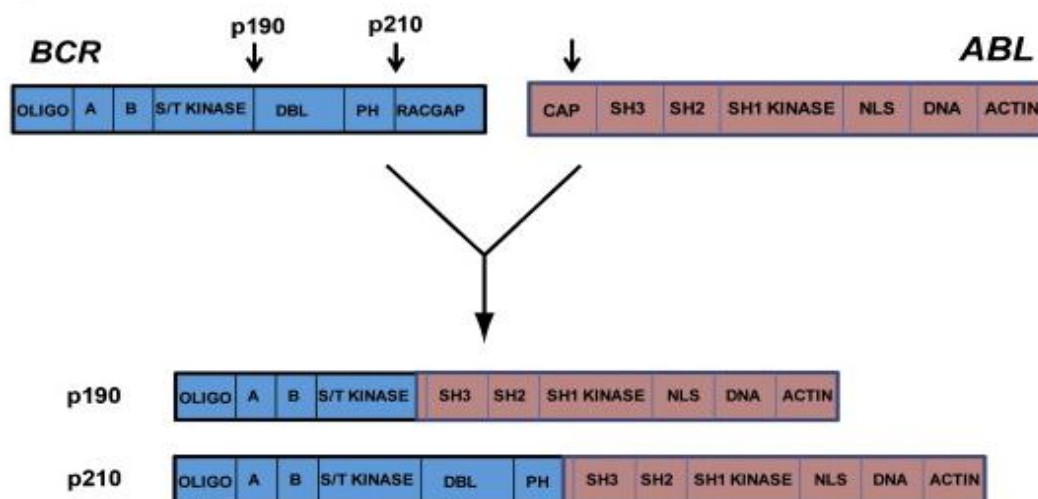 p190 p210
BCR ABL
OLIGO A B S/T KINASE DBL PH RACGAP CAP SH3 SH2 SH1 KINASE NLS DNA ACTIN
p190 OLIGO A B S/T KINASE SH3 SH2 SH1 KINASE NLS DNA ACTIN
p210 OLIGO A B S/T KINASE DBL PH SH3 SH2 SH1 KINASE NLS DNA ACTIN